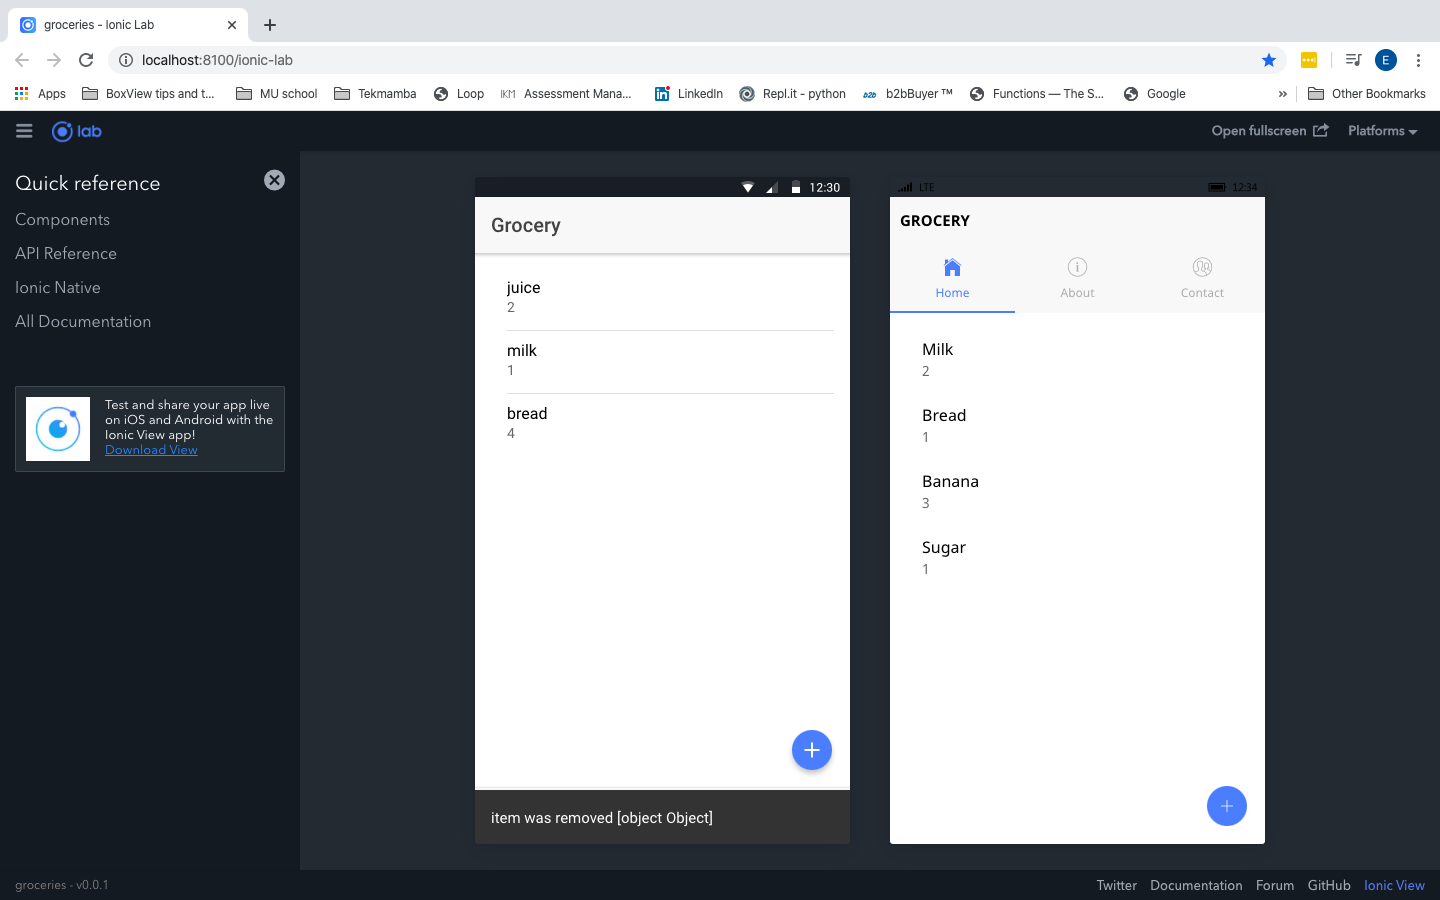 groceries - Ionic Lab
localhost:8100/ionic-lab
E
Apps
BoxView tips and t...
MU school
Tekmamba
Loop
IKM Assessment Mana...
LinkedIn
Repl.it - python
b2b b2bBuyer™
Functions — The S...
Google
»
Other Bookmarks
lab
Open fullscreen
Platforms
Quick reference
Components
API Reference
Ionic Native
All Documentation
Test and share your app live
on iOS and Android with the
Ionic View app!
Download View
12:30
Grocery
juice
2
milk
1
bread
4
item was removed [object Object]
LTE
12:34
GROCERY
Home
About
Contact
Milk
2
Bread
1
Banana
3
Sugar
1
groceries - v0.0.1
Twitter
Documentation
Forum
GitHub
Ionic View